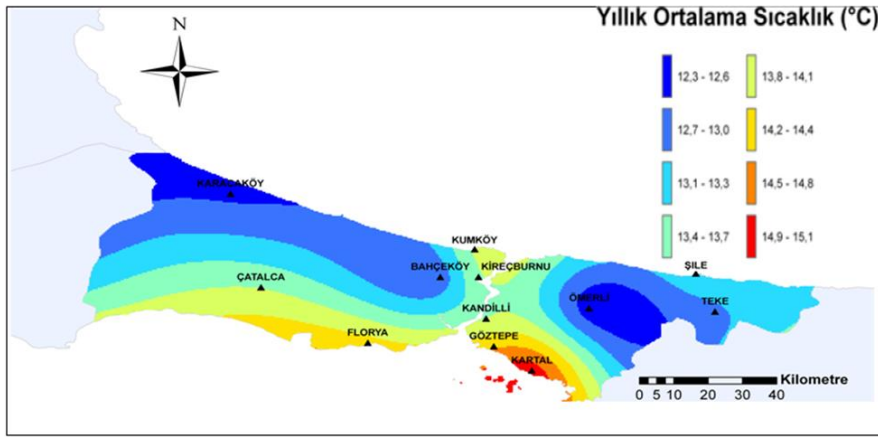 Yıllık Ortalama Sıcaklık (°C)
N
12,3 - 12,6
13,8 - 14,1
12,7 - 13,0
14,2 - 14,4
13,1 - 13,3
14,5 - 14,8
13,4 - 13,7
14,9 - 15,1
KARACAKÖY
KUMKÖY
BAHÇEKÖY
KİREÇBURNU
ŞILE
ÇATALCA
ÖMERLİ
TEKE
KANDİLLİ
FLORYA
GÖZTEPE
KARTAL
Kilometre
0 5 10 20 30 40